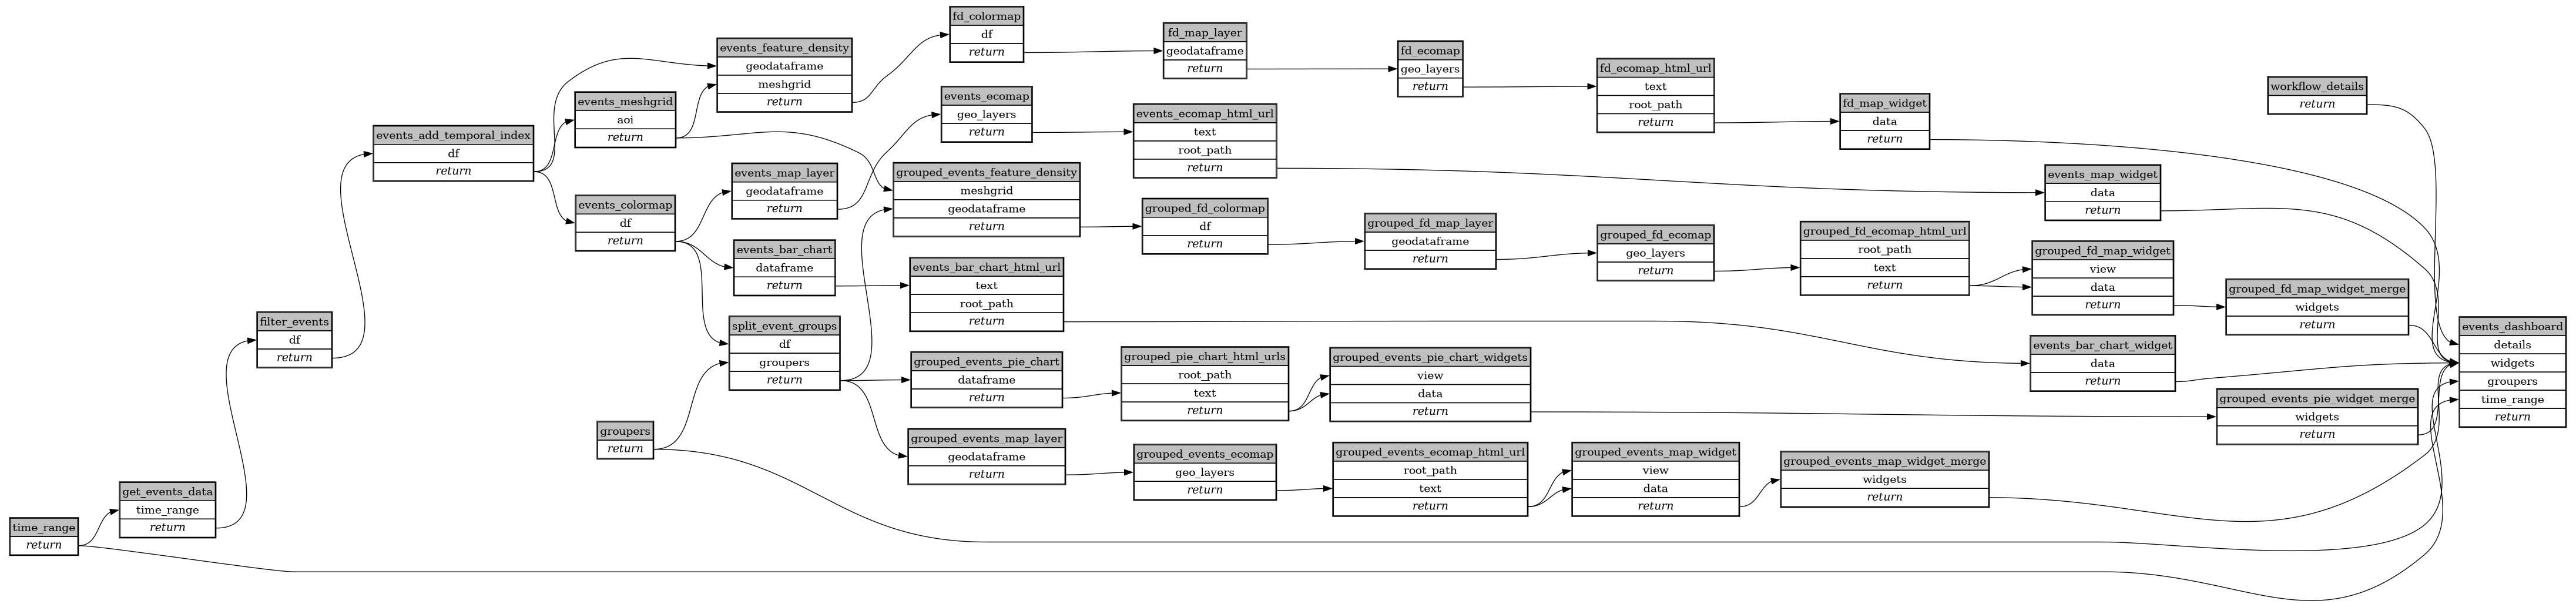 time_range
return
get_events_data
time_range
return
filter_events
df
return
events_add_temporal_index
df
return
events_meshgrid
aoi
return
events_colormap
df
return
groupers
return
events_feature_density
geodataframe
meshgrid
return
events_map_layer
geodataframe
return
events_bar_chart
dataframe
return
split_event_groups
df
groupers
return
fd_colormap
df
return
events_ecomap
geo_layers
return
grouped_events_feature_density
meshgrid
geodataframe
return
events_bar_chart_html_url
text
root_path
return
grouped_events_pie_chart
dataframe
return
grouped_events_map_layer
geodataframe
return
fd_map_layer
geodataframe
return
events_ecomap_html_url
text
root_path
return
grouped_fd_colormap
df
return
grouped_pie_chart_html_urls
root_path
text
return
grouped_events_ecomap
geo_layers
return
fd_ecomap
geo_layers
return
grouped_fd_map_layer
geodataframe
return
grouped_events_pie_chart_widgets
view
data
return
grouped_events_ecomap_html_url
root_path
text
return
fd_ecomap_html_url
text
root_path
return
grouped_fd_ecomap
geo_layers
return
grouped_events_map_widget
view
data
return
fd_map_widget
data
return
grouped_fd_ecomap_html_url
root_path
text
return
grouped_events_map_widget_merge
widgets
return
events_map_widget
data
return
grouped_fd_map_widget
view
data
return
events_bar_chart_widget
data
return
workflow_details
return
grouped_fd_map_widget_merge
widgets
return
grouped_events_pie_widget_merge
widgets
return
events_dashboard
details
widgets
groupers
time_range
return